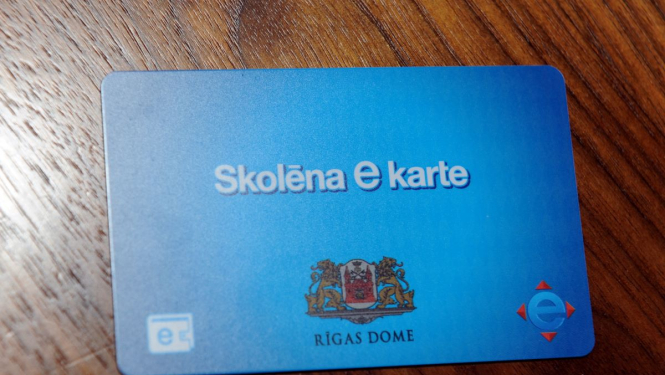 Skolēna e karte
RĪGAS DOME
e
e